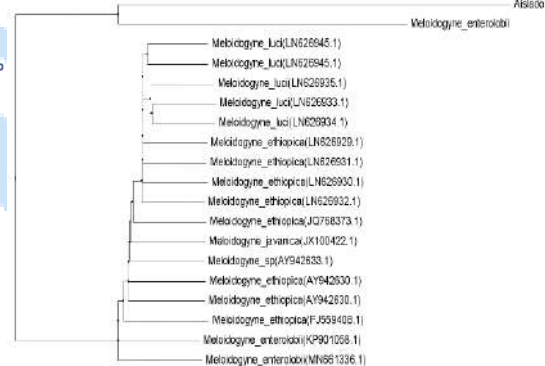 Aislado
Meloidogyne_enterolobii
Meloidogyne_luci(LN626945.1)
Meloidogyne_luci(LN626945.1)
Meloidogyne_luci(LN626935.1)
Meloidogyne_luci(LN626933.1)
Meloidogyne_luci(LN626934.1)
Meloidogyne_ethiopica(LN626929.1)
Meloidogyne_ethiopica(LN626931.1)
Meloidogyne_ethiopica(LN626930.1)
Meloidogyne_ethiopica(LN626932.1)
Meloidogyne_ethiopica(JQ768373.1)
Meloidogyne_javanica(JX100422.1)
Meloidogyne_sp(AY942633.1)
Meloidogyne_ethiopica(AY942630.1)
Meloidogyne_ethiopica(AY942630.1)
Meloidogyne_ethiopica(FJ559408.1)
Meloidogyne_enterolobii(KP901058.1)
Meloidogyne_enterolobii(MN661336.1)